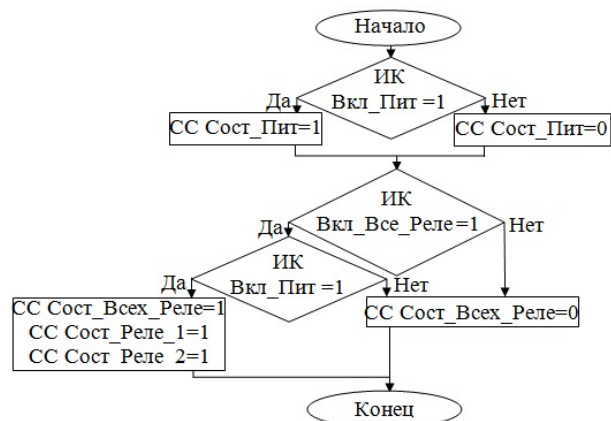 Начало
ИК
Вкл_Пит =1
Да
Нет
СС Сост_Пит=1
СС Сост_Пит=0
ИК
Вкл_Все_Реле=1
Да
Нет
ИК
Вкл_Пит =1
Да
Нет
СС Сост_Всех_Реле=1
СС Сост_Реле_1=1
СС Сост_Реле_2=1
СС Сост_Всех_Реле=0
Конец